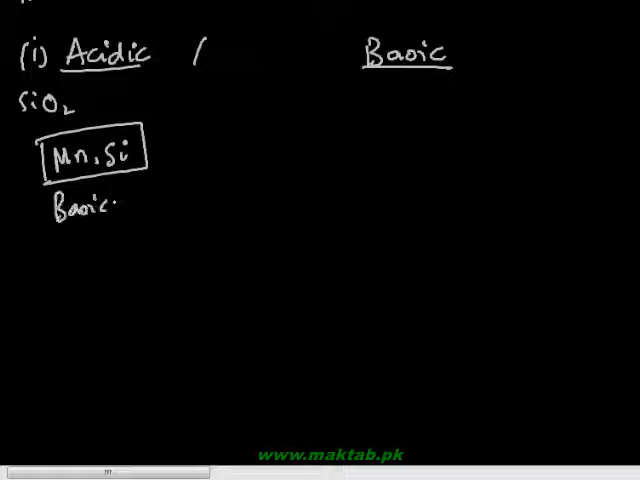 (i) Acidic / Basic
SiO₂
Mn, Si
Basic
www.maktab.pk